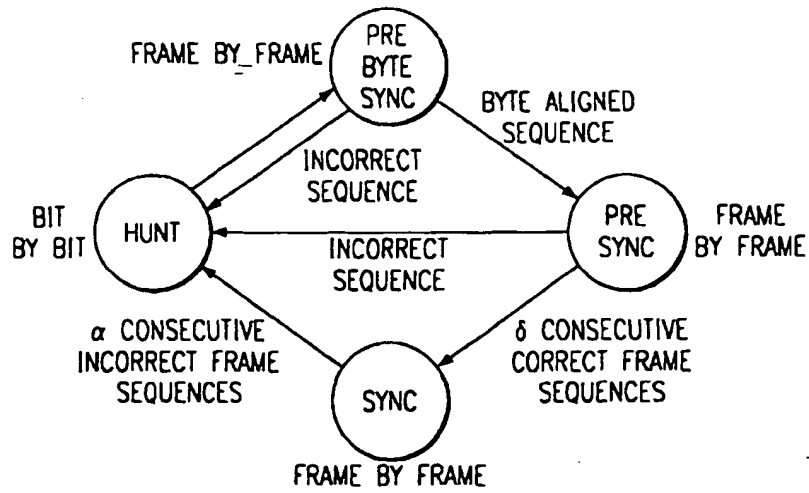 PRE
BYTE
SYNC
FRAME BY_FRAME
BYTE ALIGNED
SEQUENCE
INCORRECT
SEQUENCE
BIT
BY BIT
HUNT
PRE
SYNC
FRAME
BY FRAME
INCORRECT
SEQUENCE
α CONSECUTIVE
INCORRECT FRAME
SEQUENCES
δ CONSECUTIVE
CORRECT FRAME
SEQUENCES
SYNC
FRAME BY FRAME